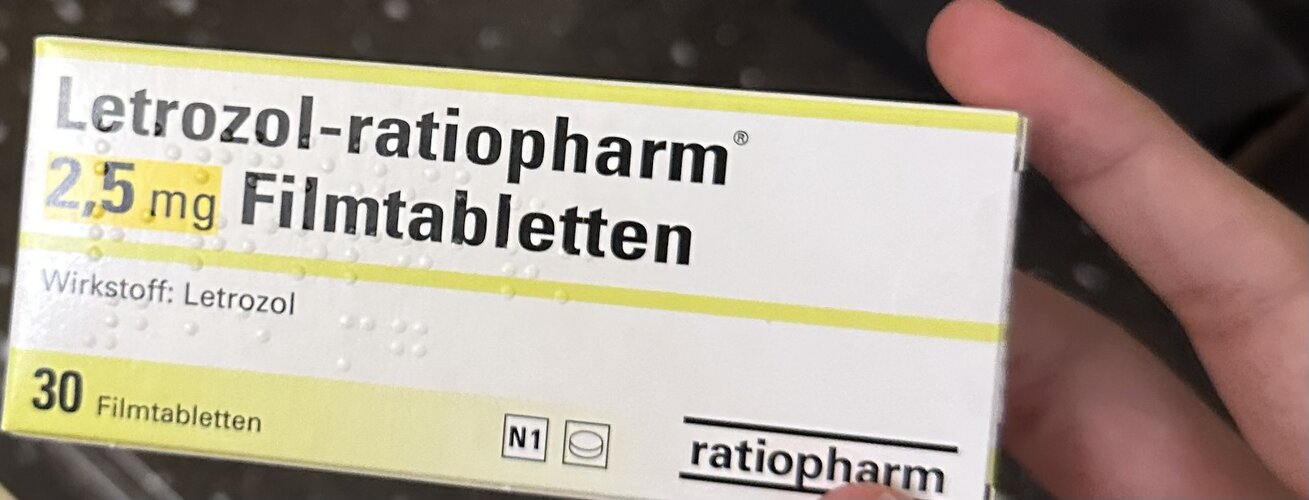 Letrozol-ratiopharm®
2,5 mg Filmtabletten
Wirkstoff: Letrozol
30 Filmtabletten
N1
ratiopharm